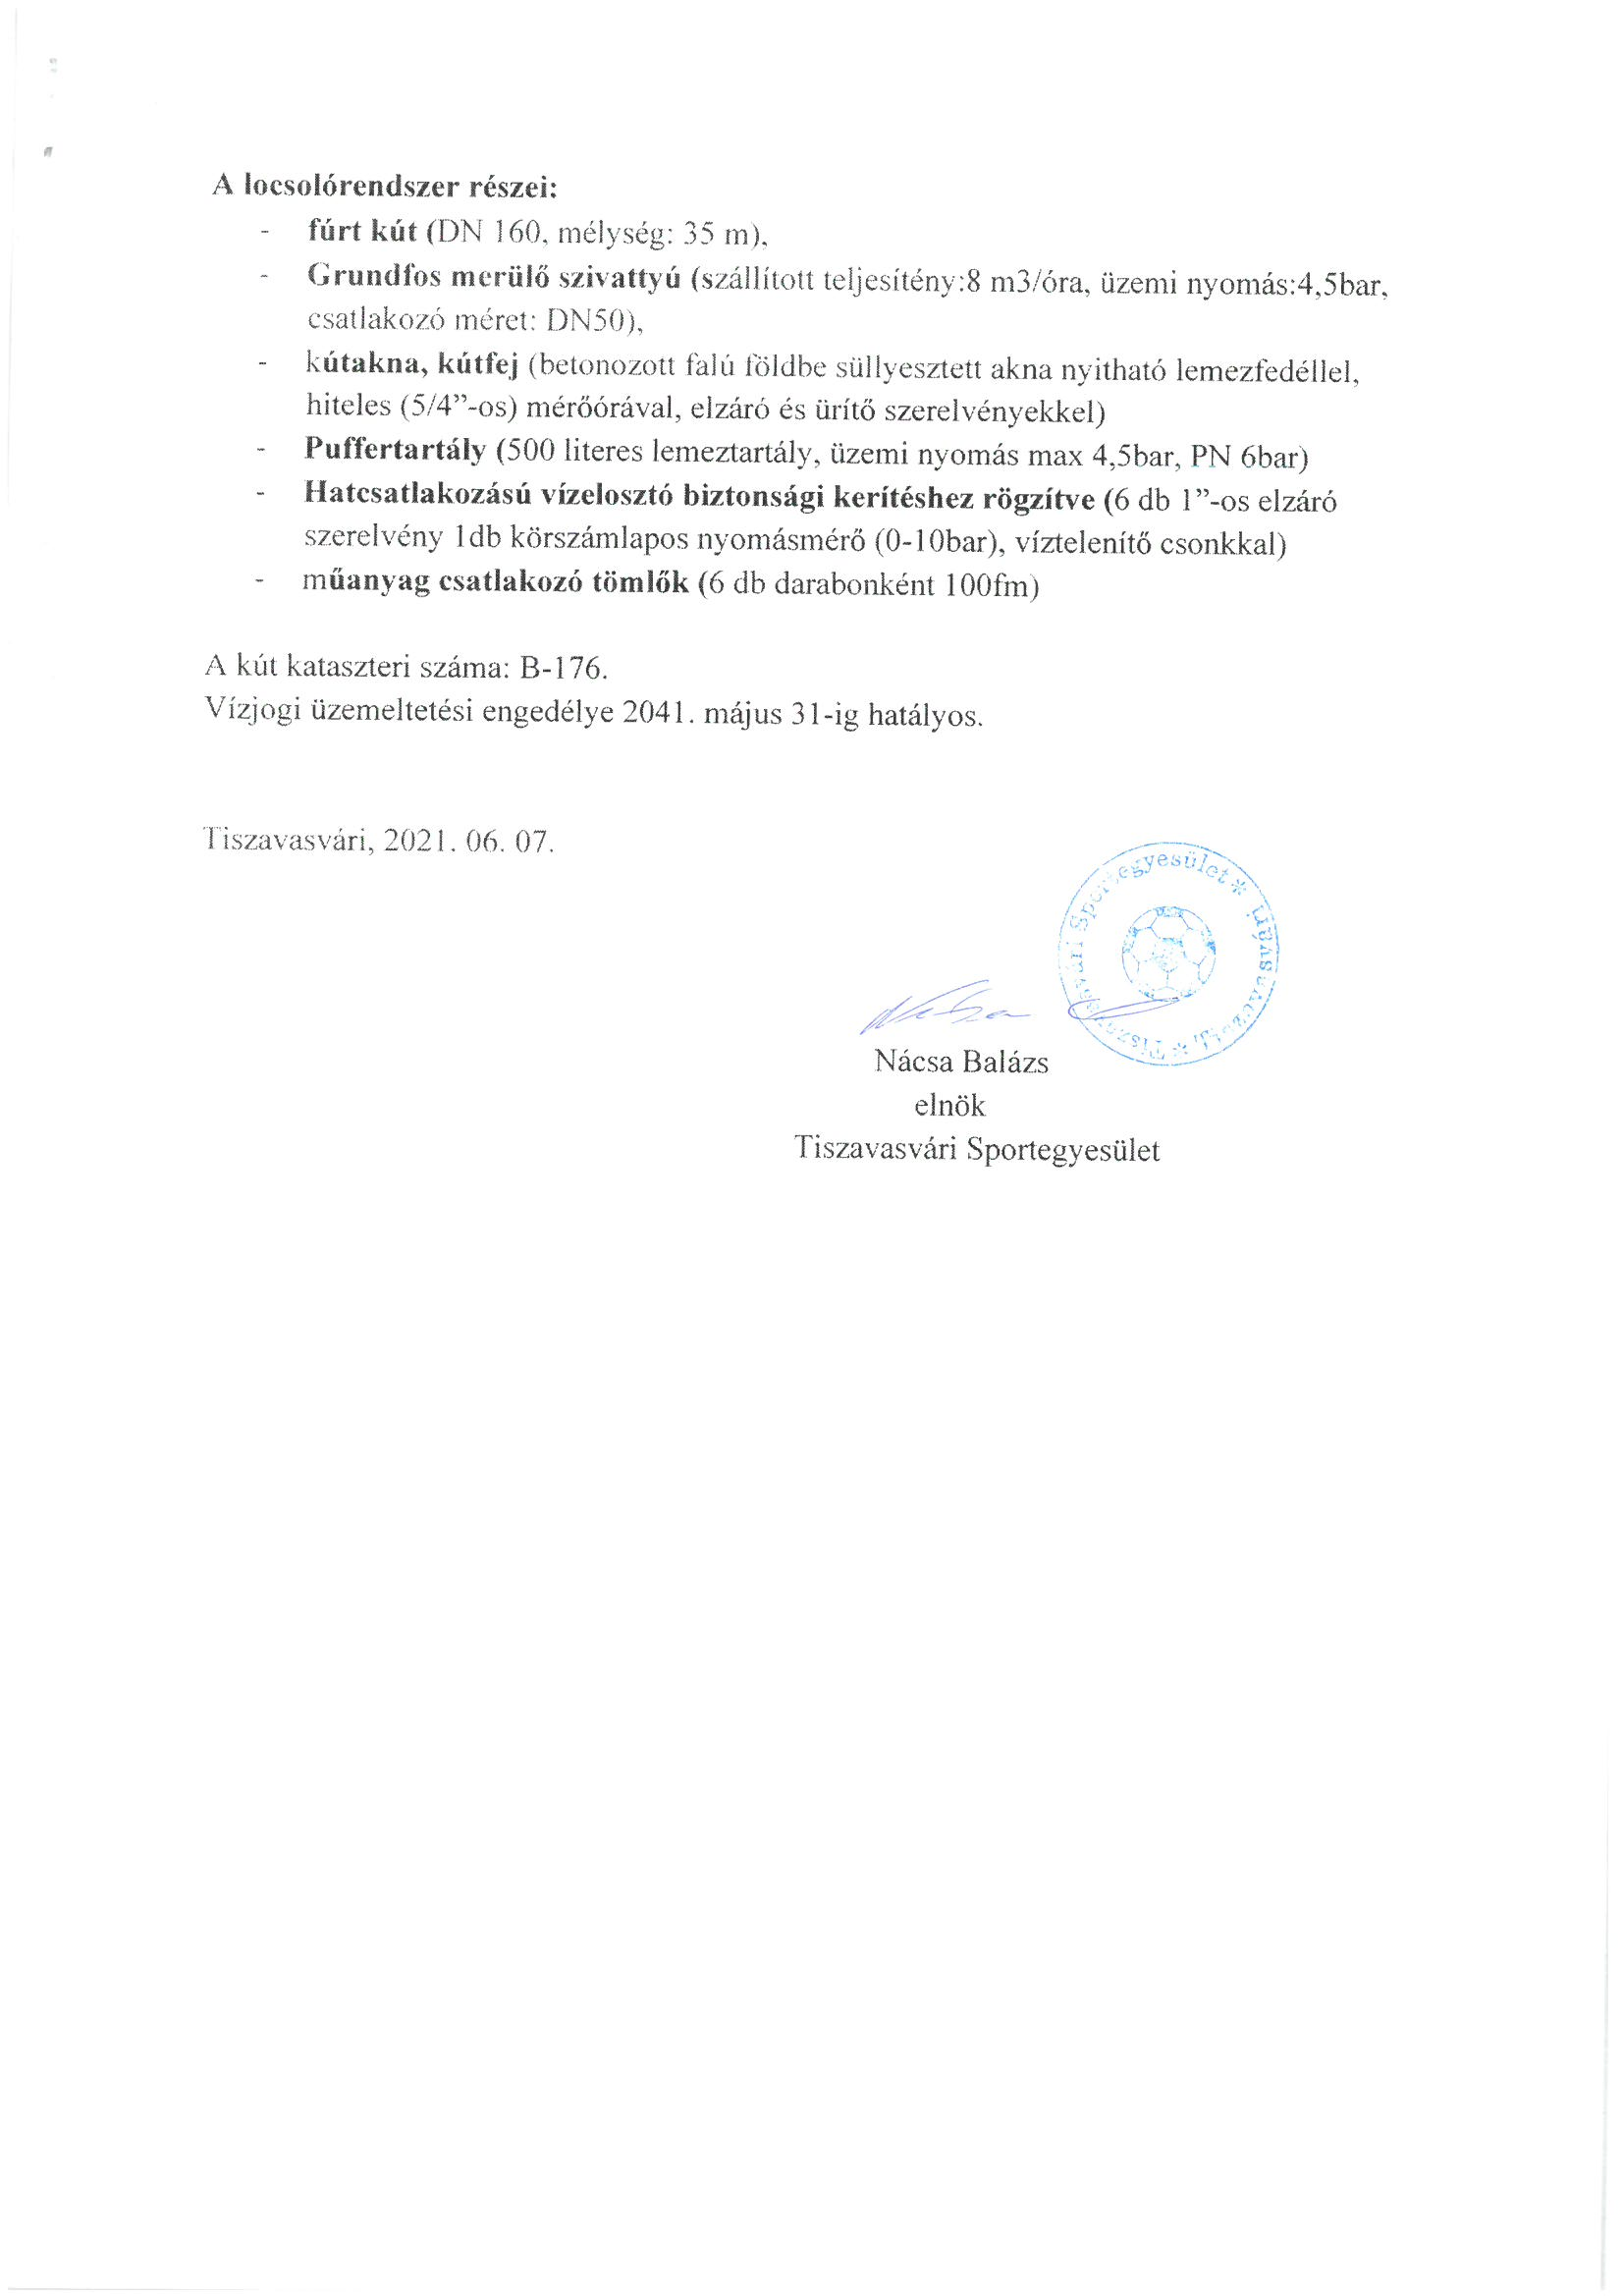 A locsolórendszer részei:
- fúrt kút (DN 160, mélység: 35 m),
- Grundfos merülő szivattyú (szállított teljesítény:8 m3/óra, üzemi nyomás:4,5bar,
csatlakozó méret: DN50),
- kútakna, kútfej (betonozott falú földbe süllyesztett akna nyitható lemezfedéllel,
hiteles (5/4”-os) mérőórával, elzáró és ürítő szerelvényekkel)
- Puffertartály (500 literes lemeztartály, üzemi nyomás max 4,5bar, PN 6bar)
- Hatcsatlakozású vízelosztó biztonsági kerítéshez rögzítve (6 db 1”-os elzáró
szerelvény 1db körszámlapos nyomásmérő (0-10bar), víztelenítő csonkkal)
- műanyag csatlakozó tömlők (6 db darabonként 100fm)
A kút kataszteri száma: B-176.
Vízjogi üzemeltetési engedélye 2041. május 31-ig hatályos.
Tiszavasvári, 2021. 06. 07.
Tiszavasvári Sportegyesület *
Nácsa Balázs
elnök
Tiszavasvári Sportegyesület